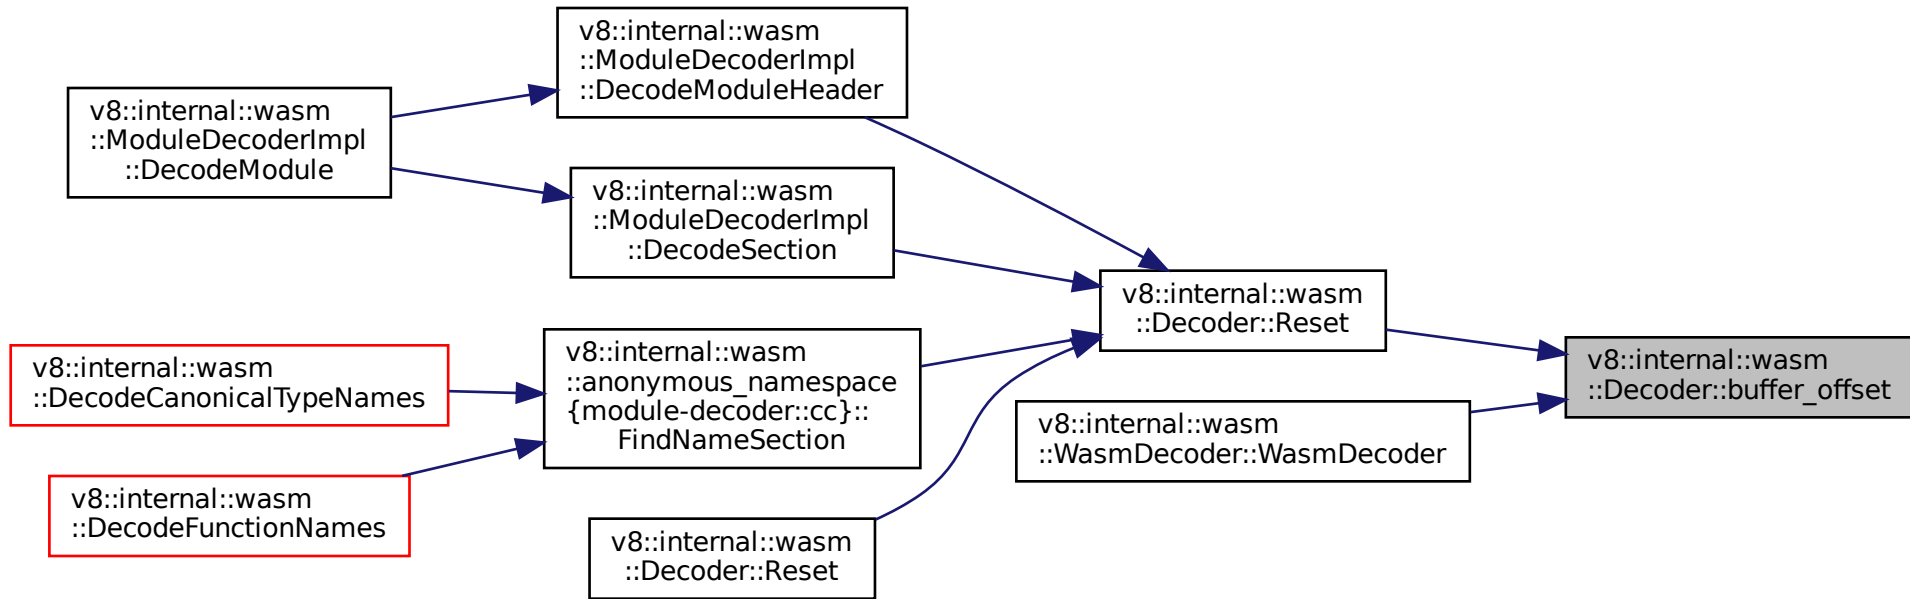 v8::internal::wasm
::ModuleDecoderImpl
::DecodeModule
v8::internal::wasm
::ModuleDecoderImpl
::DecodeModuleHeader
v8::internal::wasm
::ModuleDecoderImpl
::DecodeSection
v8::internal::wasm
::DecodeCanonicalTypeNames
v8::internal::wasm
::DecodeFunctionNames
v8::internal::wasm
::anonymous_namespace
{module-decoder::cc}::
FindNameSection
v8::internal::wasm
::Decoder::Reset
v8::internal::wasm
::Decoder::Reset
v8::internal::wasm
::WasmDecoder::WasmDecoder
v8::internal::wasm
::Decoder::buffer_offset